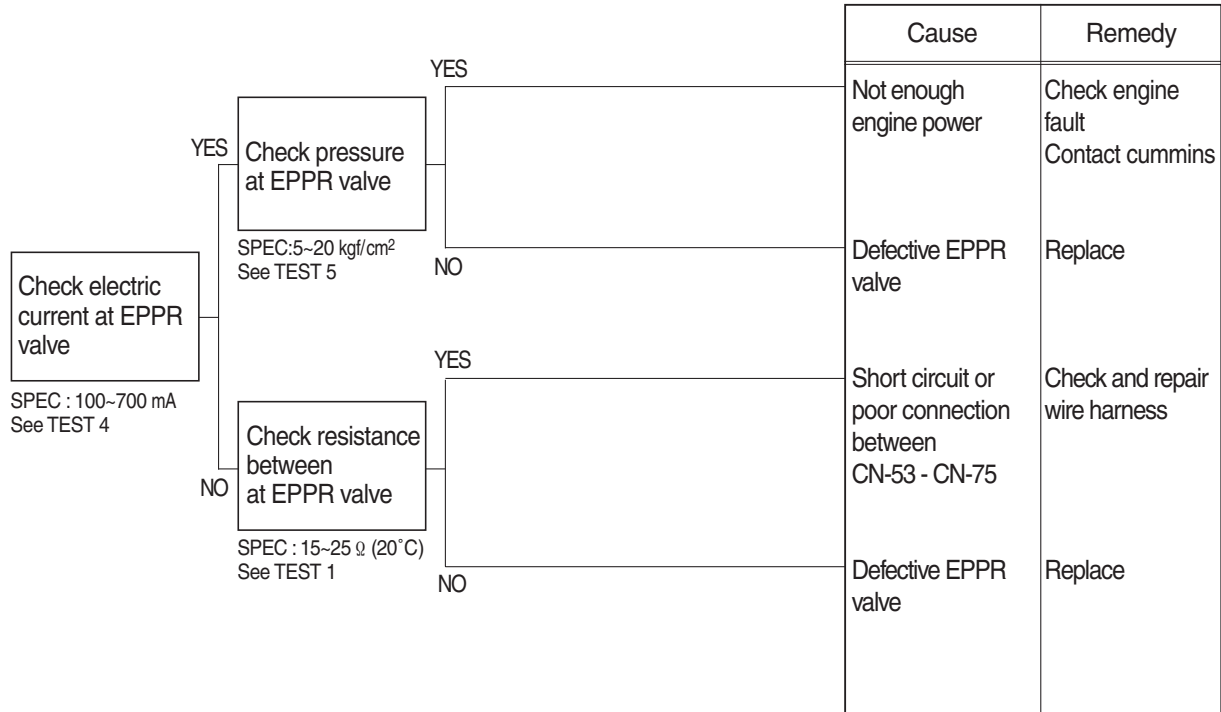 Cause
Remedy
YES
Not enough
engine power
Check engine
fault
Contact cummins
YES
Check pressure
at EPPR valve
SPEC:5~20 kgf/cm²
See TEST 5
NO
Defective EPPR
valve
Replace
Check electric
current at EPPR
valve
SPEC : 100~700 mA
See TEST 4
YES
Short circuit or
poor connection
between
CN-53 - CN-75
Check and repair
wire harness
NO
Check resistance
between
at EPPR valve
SPEC : 15~25 Ω (20˚C)
See TEST 1
NO
Defective EPPR
valve
Replace